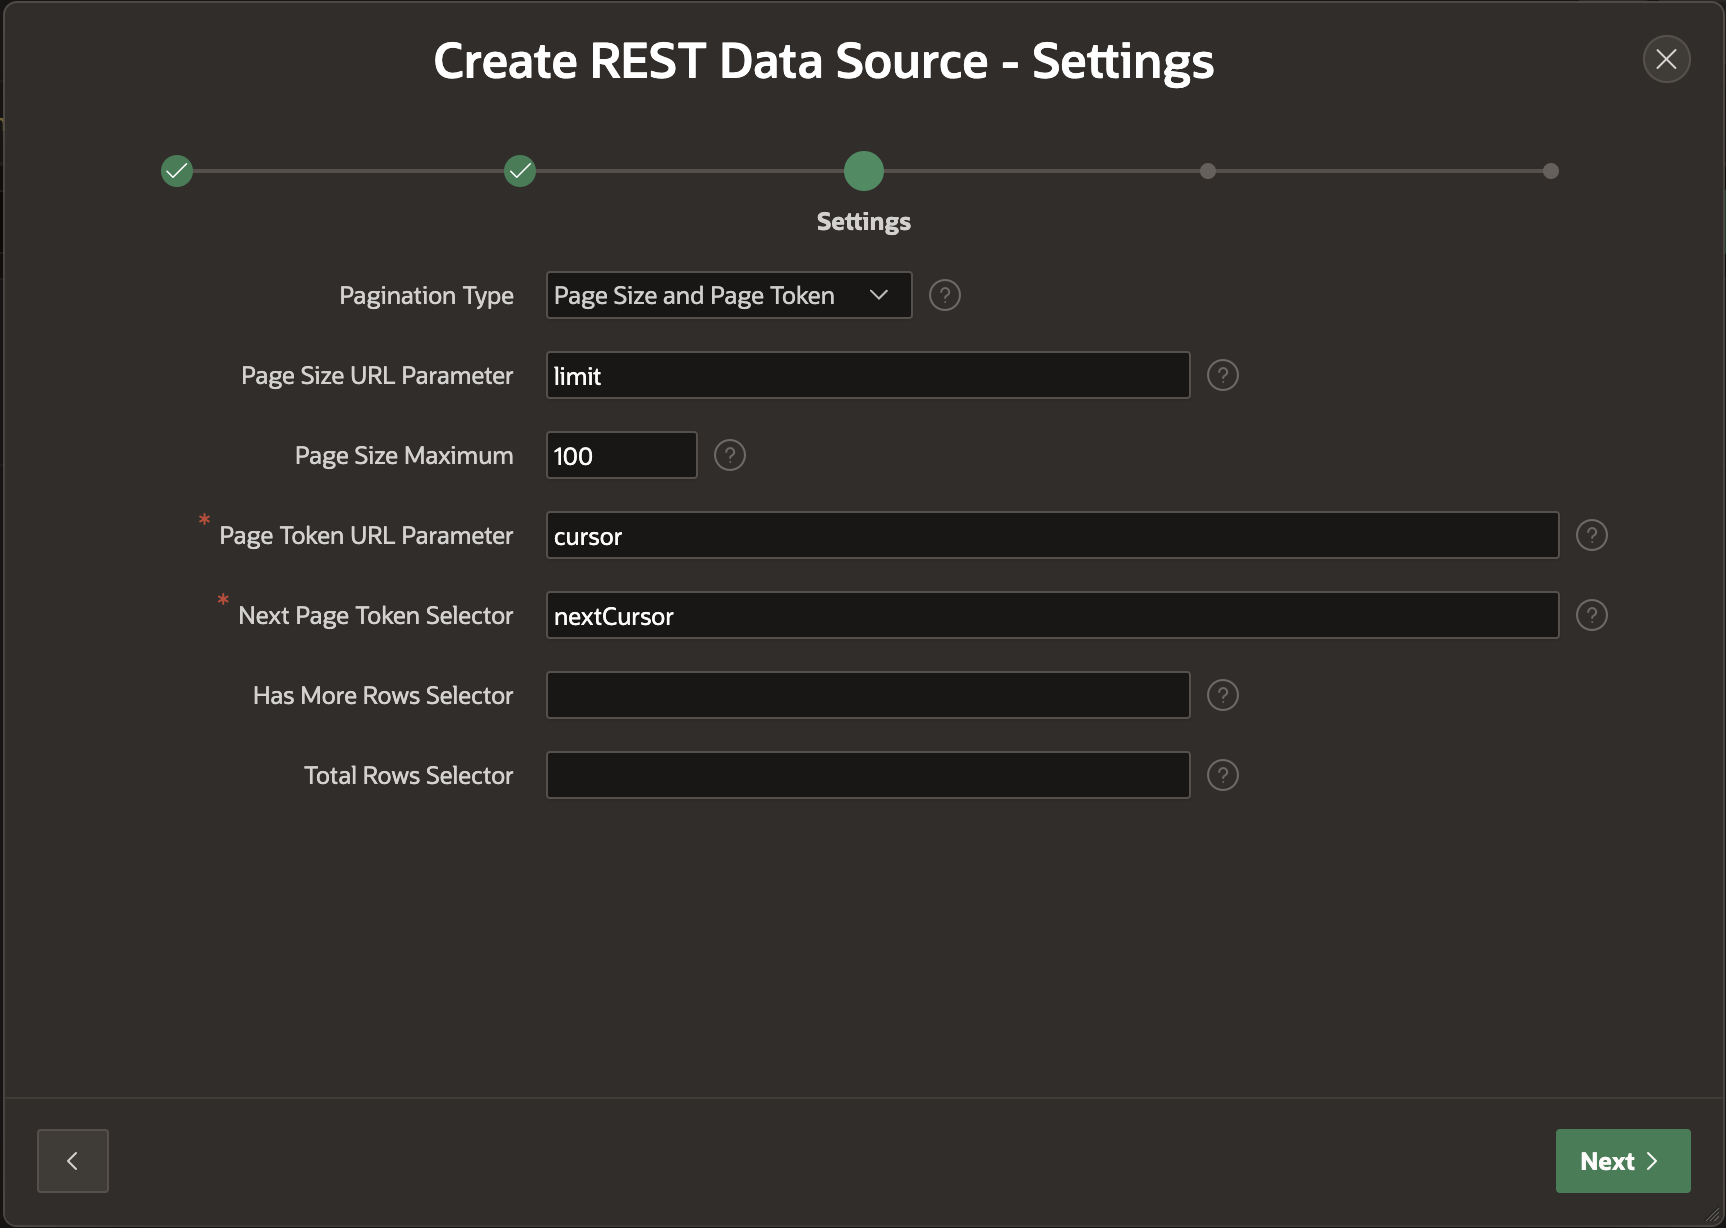 Create REST Data Source - Settings
Settings
Pagination Type
Page Size and Page Token
?
Page Size URL Parameter
limit
?
Page Size Maximum
100
?
* Page Token URL Parameter
cursor
?
* Next Page Token Selector
nextCursor
?
Has More Rows Selector
?
Total Rows Selector
?
Next